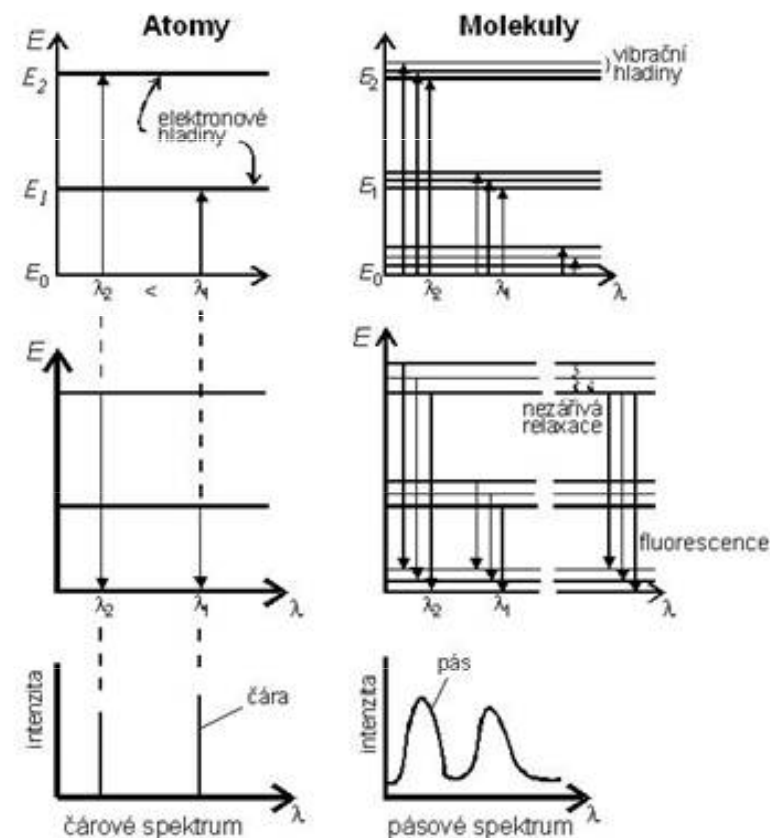 Atomy
E
E2
elektronové
hladiny
E1
E0
λ2 < λ1
Molekuly
E
vibrační
hladiny
E2
E1
E0
λ2 λ1 λ
E
λ2 λ1 λ
E
nezářivá
relaxace
fluorescence
λ2 λ1 λ
intenzita
čára
λ
čárové spektrum
intenzita
pás
λ
pásové spektrum